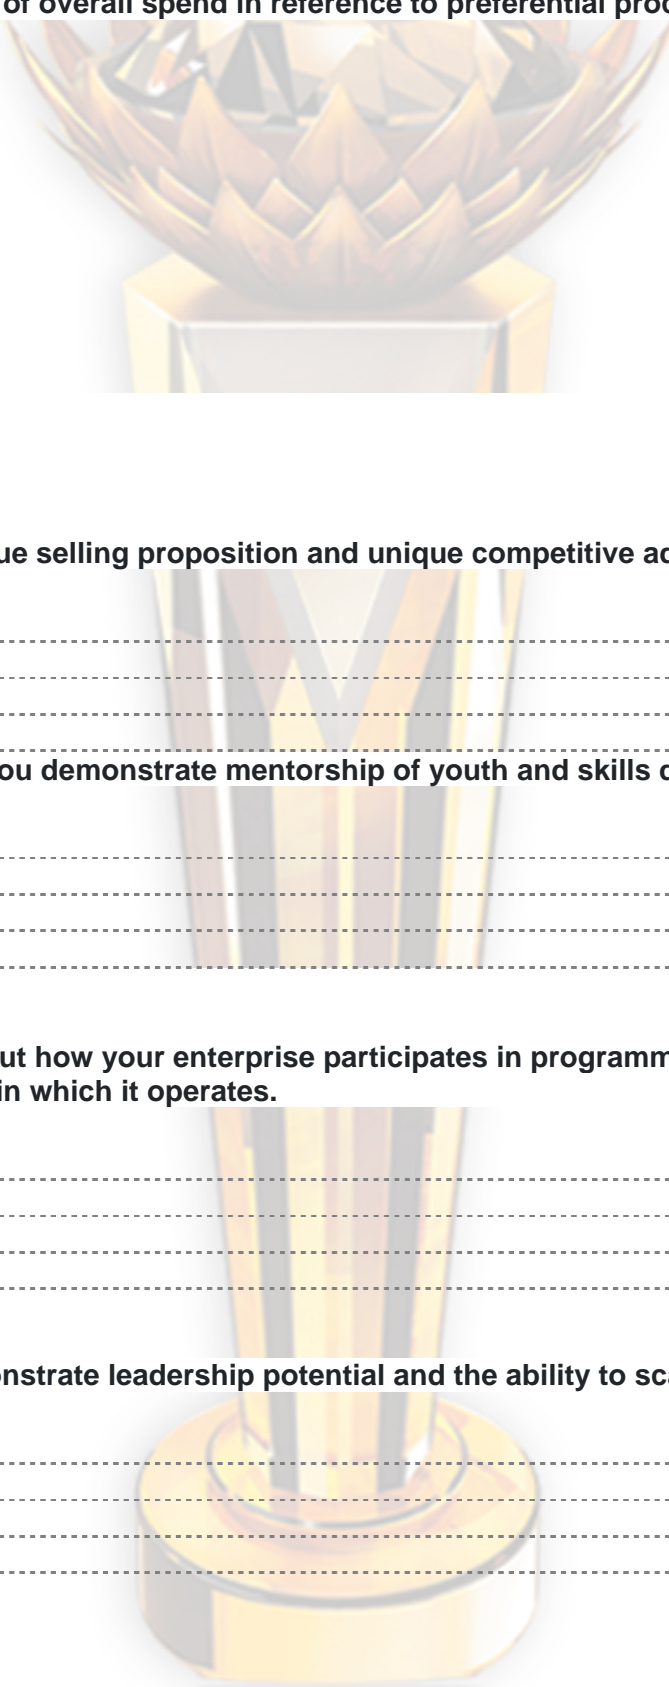 of overall spend in reference to preferential proc
ue selling proposition and unique competitive ad
ou demonstrate mentorship of youth and skills d
ut how your enterprise participates in programm
in which it operates.
nstrate leadership potential and the ability to sca